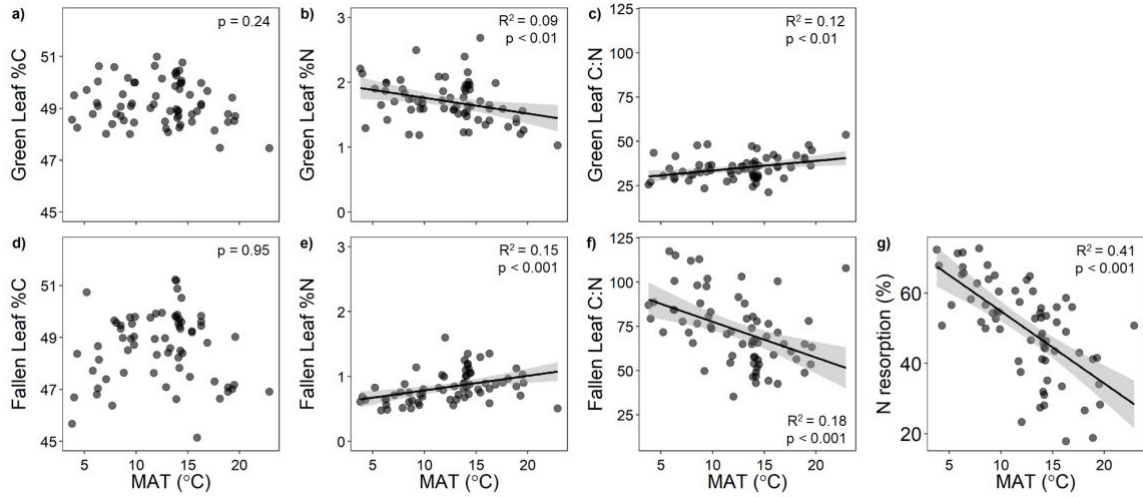 a)
p = 0.24
Green Leaf %C
51
49
47
45
b)
R² = 0.09
p < 0.01
Green Leaf %N
3
2
1
0
c)
R² = 0.12
p < 0.01
Green Leaf C:N
125
100
75
50
25
d)
p = 0.95
Fallen Leaf %C
51
49
47
45
5 10 15 20
MAT (°C)
e)
R² = 0.15
p < 0.001
Fallen Leaf %N
3
2
1
0
5 10 15 20
MAT (°C)
f)
Fallen Leaf C:N
125
100
75
50
25
R² = 0.18
p < 0.001
5 10 15 20
MAT (°C)
g)
R² = 0.41
p < 0.001
N resorption (%)
60
40
20
5 10 15 20
MAT (°C)